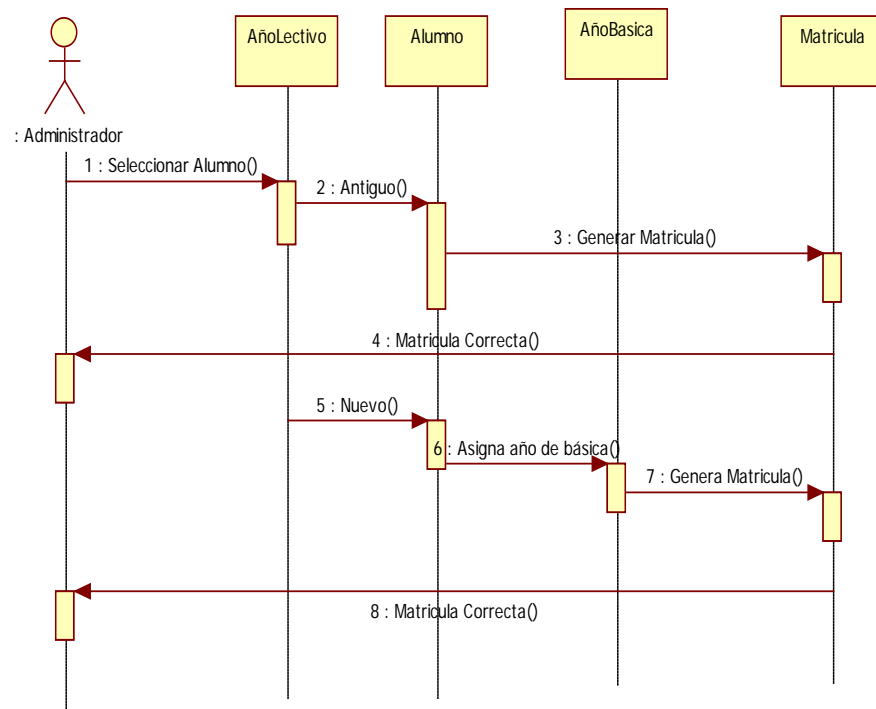 AñoLectivo
Alumno
AñoBasica
Matricula
: Administrador
1 : Seleccionar Alumno()
2 : Antiguo()
3 : Generar Matricula()
4 : Matricula Correcta()
5 : Nuevo()
6 : Asigna año de básica()
7 : Genera Matricula()
8 : Matricula Correcta()